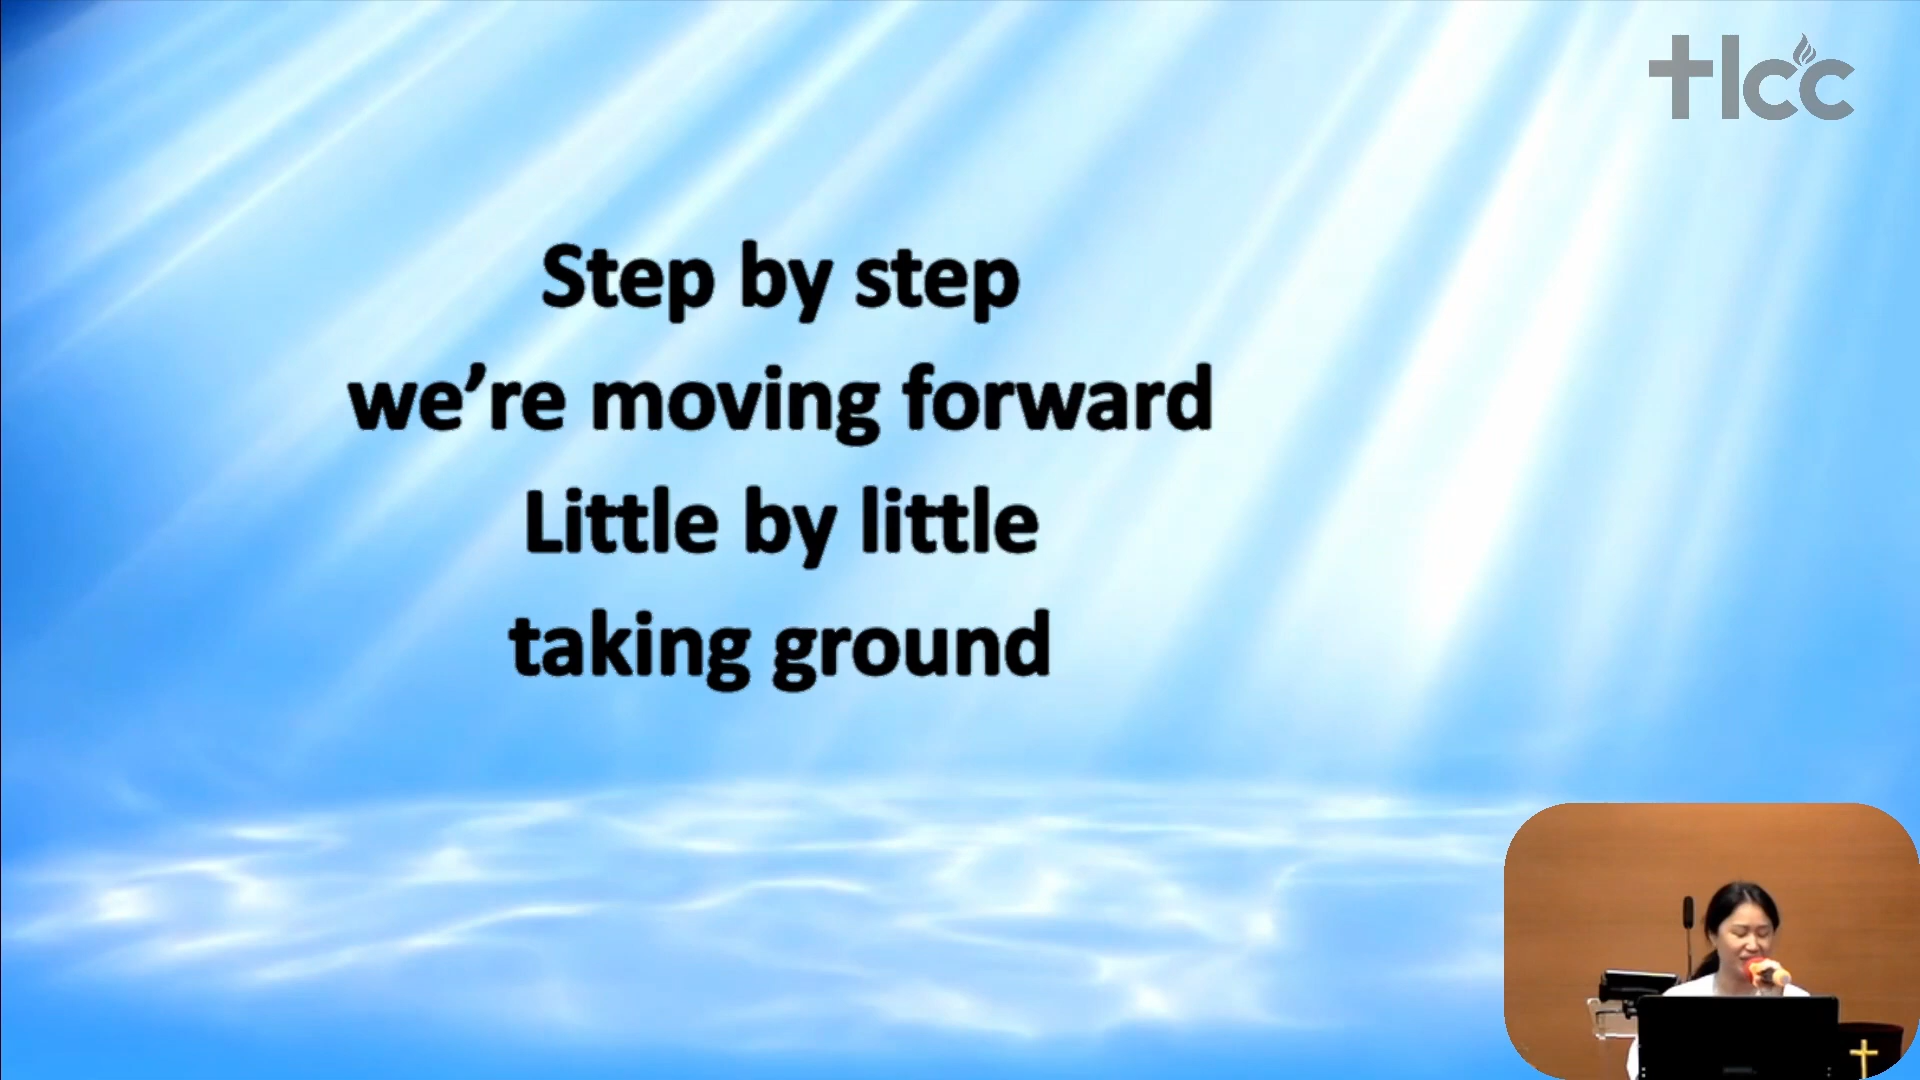 tlcc
Step by step
we’re moving forward
Little by little
taking ground